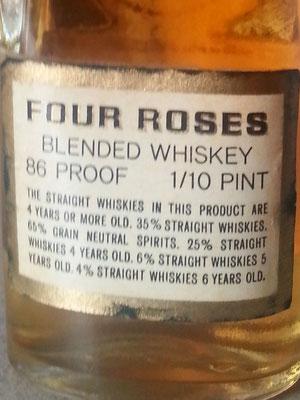 FOUR ROSES
BLENDED WHISKEY
86 PROOF 1/10 PINT
THE STRAIGHT WHISKIES IN THIS PRODUCT ARE
4 YEARS OR MORE OLD. 35% STRAIGHT WHISKIES.
65% GRAIN NEUTRAL SPIRITS. 25% STRAIGHT
WHISKIES 4 YEARS OLD. 6% STRAIGHT WHISKIES 5
YEARS OLD. 4% STRAIGHT WHISKIES 6 YEARS OLD.